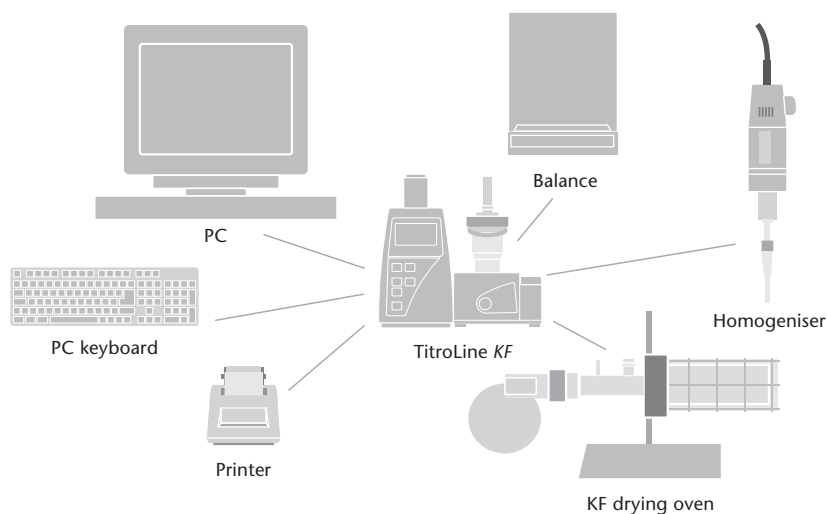 PC
Balance
PC keyboard
TitroLine KF
Homogeniser
Printer
KF drying oven